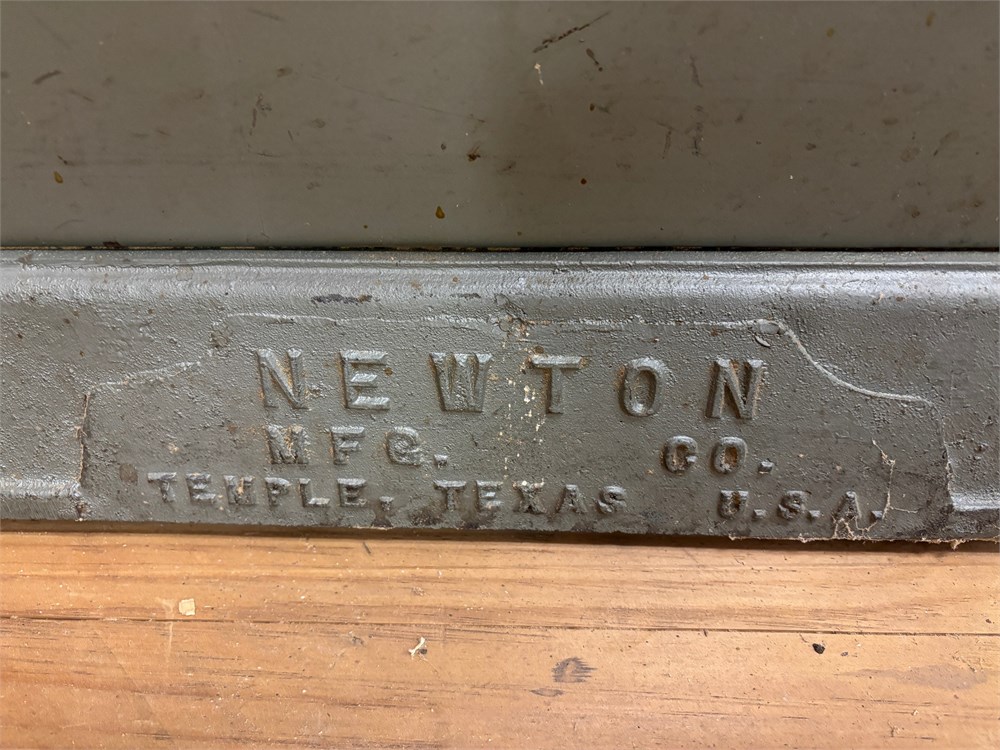 NEWTON
MFG. CO.
TEMPLE, TEXAS U.S.A.